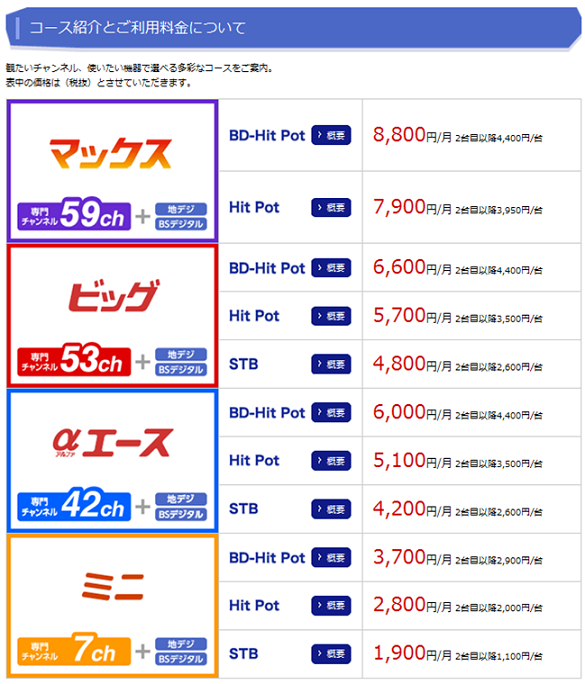 コース紹介とご利用料金について
観たいチャンネル、使いたい機器で選べる多彩なコースをご案内。
表中の価格は（税抜）とさせていただきます。
マックス
専門チャンネル 59ch + 地デジ BSデジタル
BD-Hit Pot 概要 8,800円/月 2台目以降4,400円/台
Hit Pot 概要 7,900円/月 2台目以降3,950円/台
ビッグ
専門チャンネル 53ch + 地デジ BSデジタル
BD-Hit Pot 概要 6,600円/月 2台目以降4,400円/台
Hit Pot 概要 5,700円/月 2台目以降3,500円/台
STB 概要 4,800円/月 2台目以降2,600円/台
αエース
アルファ
専門チャンネル 42ch + 地デジ BSデジタル
BD-Hit Pot 概要 6,000円/月 2台目以降4,400円/台
Hit Pot 概要 5,100円/月 2台目以降3,500円/台
STB 概要 4,200円/月 2台目以降2,600円/台
ミニ
専門チャンネル 7ch + 地デジ BSデジタル
BD-Hit Pot 概要 3,700円/月 2台目以降2,900円/台
Hit Pot 概要 2,800円/月 2台目以降2,000円/台
STB 概要 1,900円/月 2台目以降1,100円/台